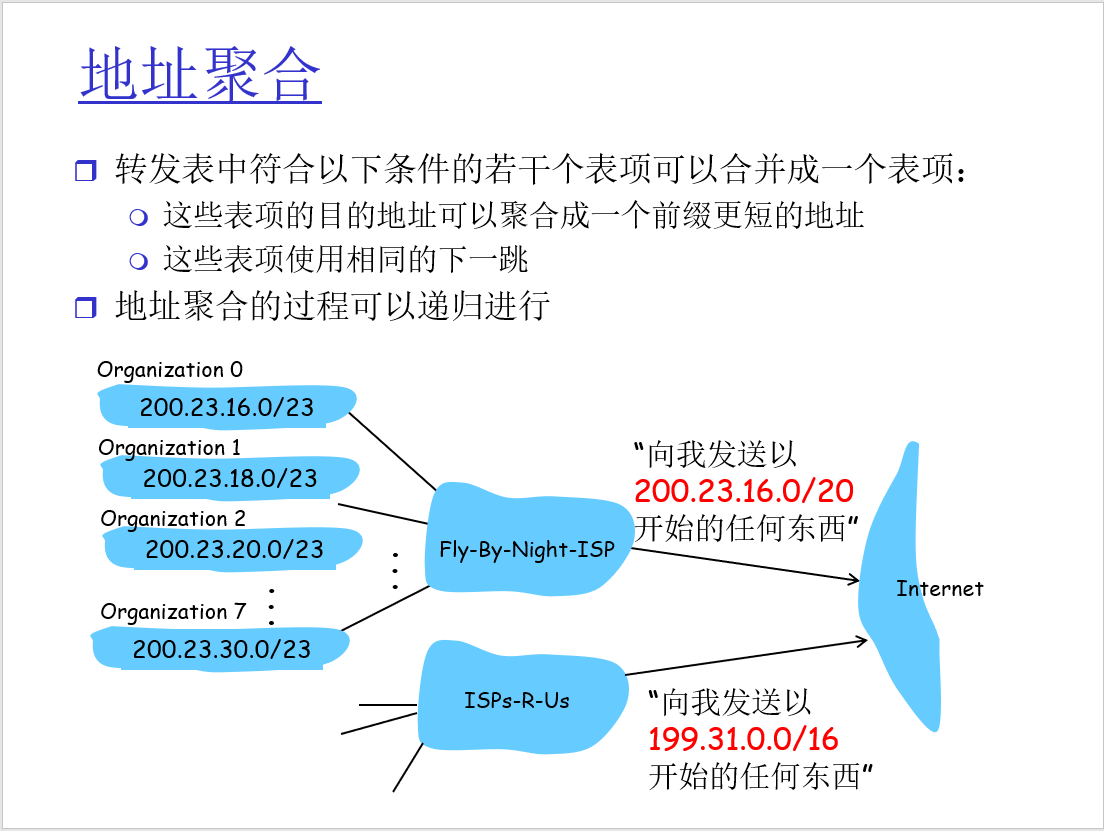 地址聚合
转发表中符合以下条件的若干个表项可以合并成一个表项：
这些表项的目的地址可以聚合成一个前缀更短的地址
这些表项使用相同的下一跳
地址聚合的过程可以递归进行
Organization 0
200.23.16.0/23
Organization 1
200.23.18.0/23
Organization 2
200.23.20.0/23
Organization 7
200.23.30.0/23
Fly-By-Night-ISP
“向我发送以
200.23.16.0/20
开始的任何东西”
Internet
ISPs-R-Us
“向我发送以
199.31.0.0/16
开始的任何东西”